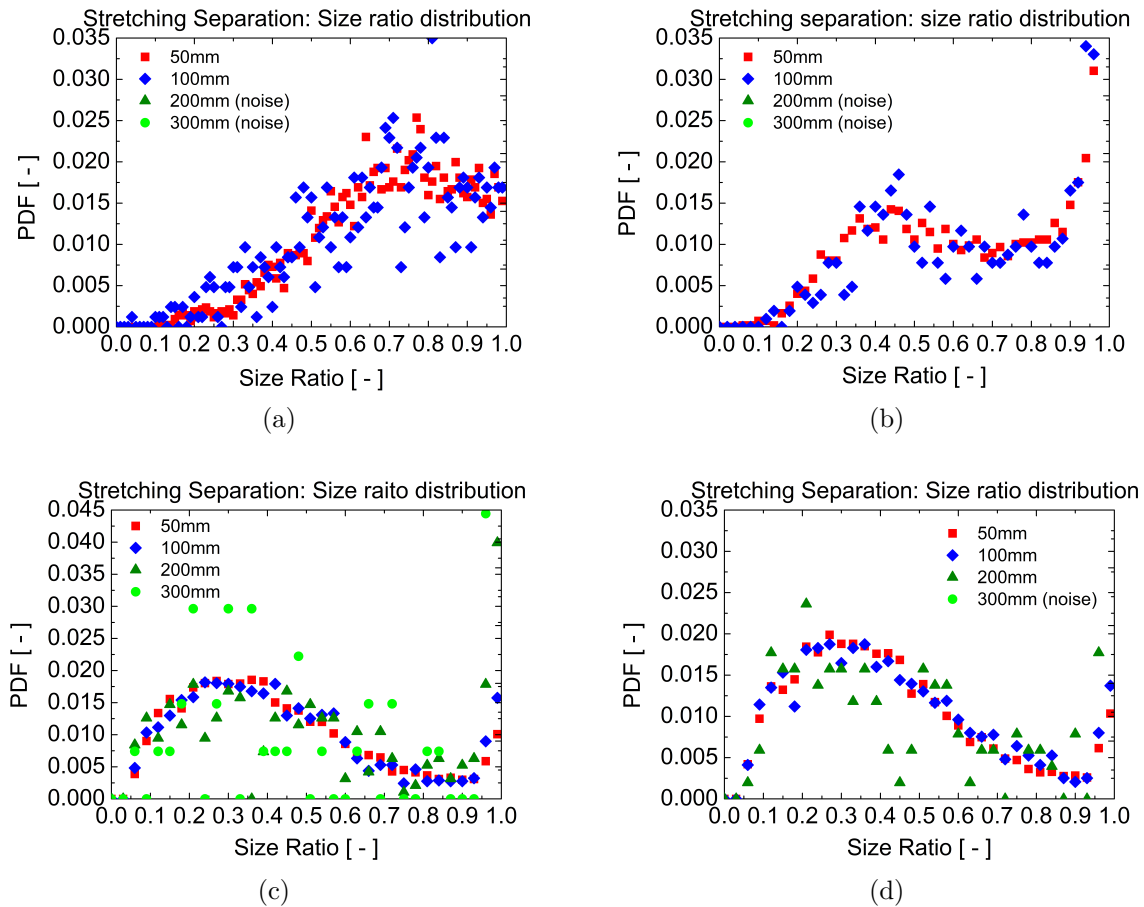 Stretching Separation: Size ratio distribution
0.035
0.030
0.025
0.020
0.015
0.010
0.005
0.000
PDF [ - ]
50mm
100mm
200mm (noise)
300mm (noise)
0.0 0.1 0.2 0.3 0.4 0.5 0.6 0.7 0.8 0.9 1.0
Size Ratio [ - ]
(a)
Stretching separation: size ratio distribution
0.035
0.030
0.025
0.020
0.015
0.010
0.005
0.000
PDF [ - ]
50mm
100mm
200mm (noise)
300mm (noise)
0.0 0.1 0.2 0.3 0.4 0.5 0.6 0.7 0.8 0.9 1.0
Size Ratio [ - ]
(b)
Stretching Separation: Size raito distribution
0.045
0.040
0.035
0.030
0.025
0.020
0.015
0.010
0.005
0.000
PDF [ - ]
50mm
100mm
200mm
300mm
0.0 0.1 0.2 0.3 0.4 0.5 0.6 0.7 0.8 0.9 1.0
Size Ratio [ - ]
(c)
Stretching Separation: Size ratio distribution
0.035
0.030
0.025
0.020
0.015
0.010
0.005
0.000
PDF [ - ]
50mm
100mm
200mm
300mm (noise)
0.0 0.1 0.2 0.3 0.4 0.5 0.6 0.7 0.8 0.9 1.0
Size Ratio [ - ]
(d)